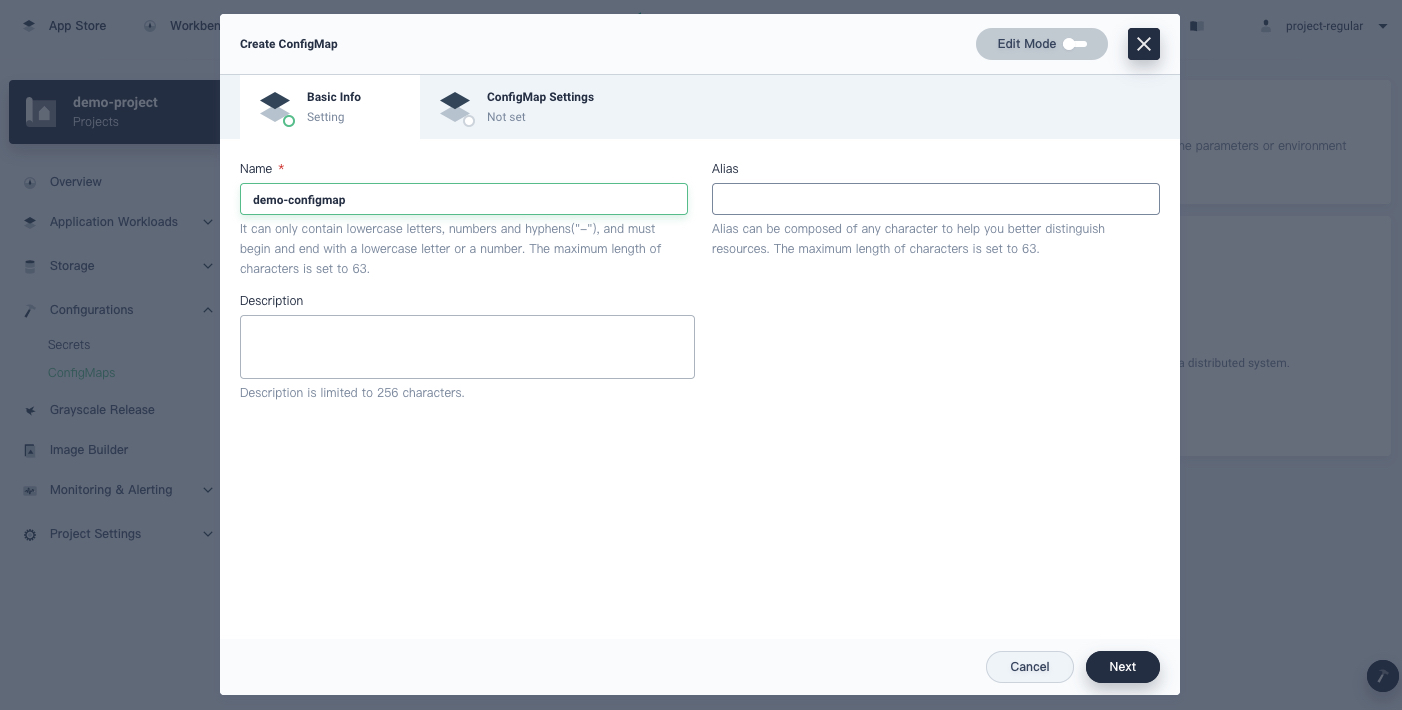 App Store
Workben
project-regular
Create ConfigMap
Edit Mode
demo-project
Projects
Basic Info
Setting
ConfigMap Settings
Not set
Overview
Application Workloads
Storage
Configurations
Secrets
ConfigMaps
Grayscale Release
Image Builder
Monitoring & Alerting
Project Settings
Name *
demo-configmap
It can only contain lowercase letters, numbers and hyphens("-"), and must
begin and end with a lowercase letter or a number. The maximum length of
characters is set to 63.
Alias
Alias can be composed of any character to help you better distinguish
resources. The maximum length of characters is set to 63.
Description
Description is limited to 256 characters.
parameters or environment
a distributed system.
Cancel
Next